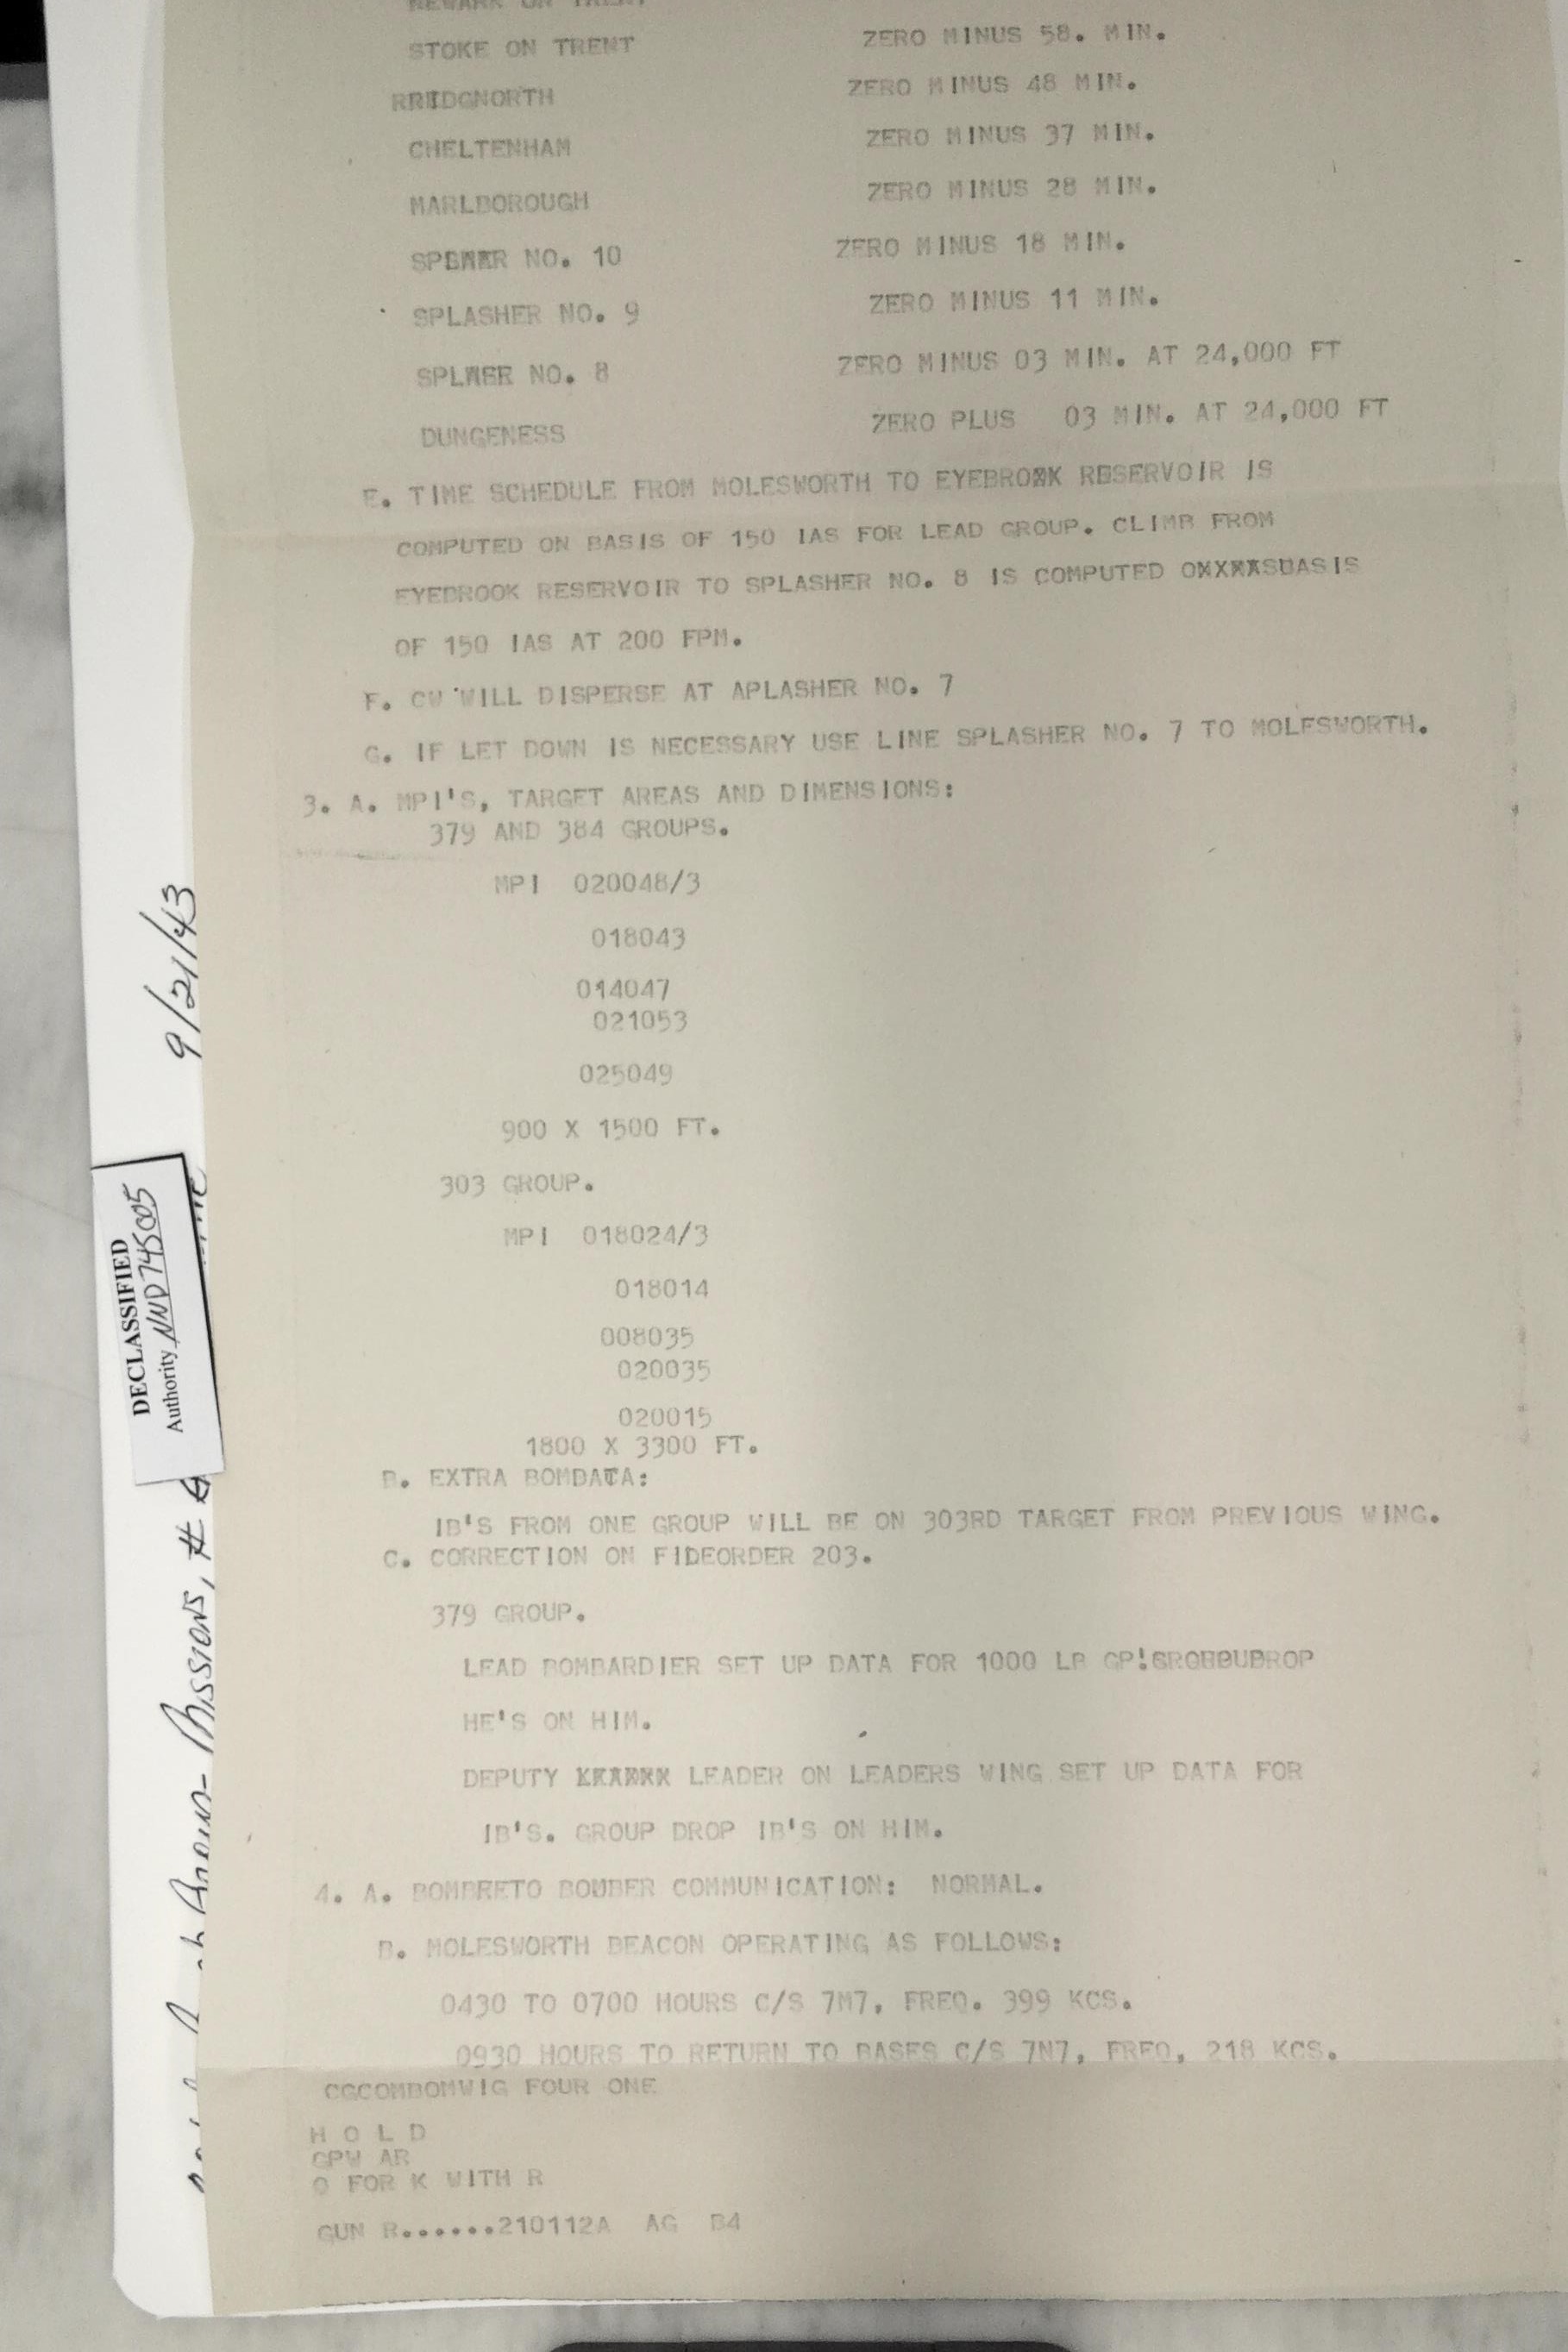 NEWARK ON TRENT
STOKE ON TRENT ZERO MINUS 58. MIN.
RRIDGNORTH ZERO MINUS 48 MIN.
CHELTENHAM ZERO MINUS 37 MIN.
MARLBOROUGH ZERO MINUS 28 MIN.
NO. 10 ZERO MINUS 18 MIN.
SPLASHER NO. 9 ZERO MINUS 11 MIN.
NO. 8 ZERO MINUS 03 MIN. AT 24,000 FT
DUNGENESS ZERO PLUS 03 MIN. AT 24,000 FT
E. TIME SCHEDULE FROM MOLESWORTH TO RESERVOIR IS
COMPUTED ON BASIS OF 150 IAS FOR LEAD GROUP. CLIMB FROM
EYEBROOK RESERVOIR TO SPLASHER NO. 8 IS COMPUTED
OF 150 IAS AT 200 FPM.
F. CW WILL DISPERSE AT APLASHER NO. 7
G. IF LET DOWN IS NECESSARY USE LINE SPLASHER NO. 7 TO MOLESWORTH.
3. A. MPI'S, TARGET AREAS AND DIMENSIONS:
379 AND 384 GROUPS.
MPI 020048/3
018043
014047
021053
025049
900 X 1500 FT.
303 GROUP.
MPI 018024/3
018014
008035
020035
020015
1800 X 3300 FT.
B. EXTRA BOMDATA:
IB'S FROM ONE GROUP WILL BE ON 303RD TARGET FROM PREVIOUS WING.
C. CORRECTION ON FIDEORDER 203.
379 GROUP.
LEAD BOMBARDIER SET UP DATA FOR 1000 LB
HE'S ON HIM.
DEPUTY LEADER ON LEADERS WING SET UP DATA FOR
IB'S. GROUP DROP IB'S ON HIM.
4. A. BOMBEETO BOMBER COMMUNICATION: NORMAL.
B. MOLESWORTH BEACON OPERATING AS FOLLOWS:
0430 TO 0700 HOURS C/S 7M7, FREQ. 399 KCS.
0930 HOURS TO RETURN TO BASES C/S 7N7, FREQ, 218 KCS.
CGCOMBOMWIG FOUR ONE
H O L D
GPW AR
Q FOR K WITH R
GUN R......210112A AG B4
9/21/43
DECLASSIFIED
Authority NND 745005
Missions, #